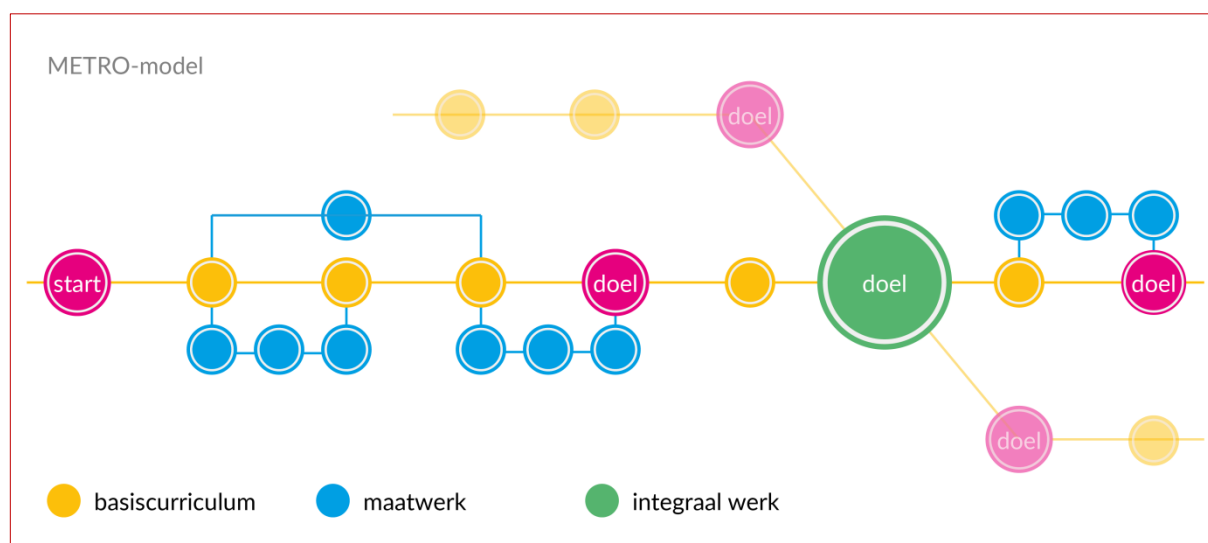 METRO-model
doel
start
doel
doel
doel
doel
basiscurriculum
maatwerk
integraal werk